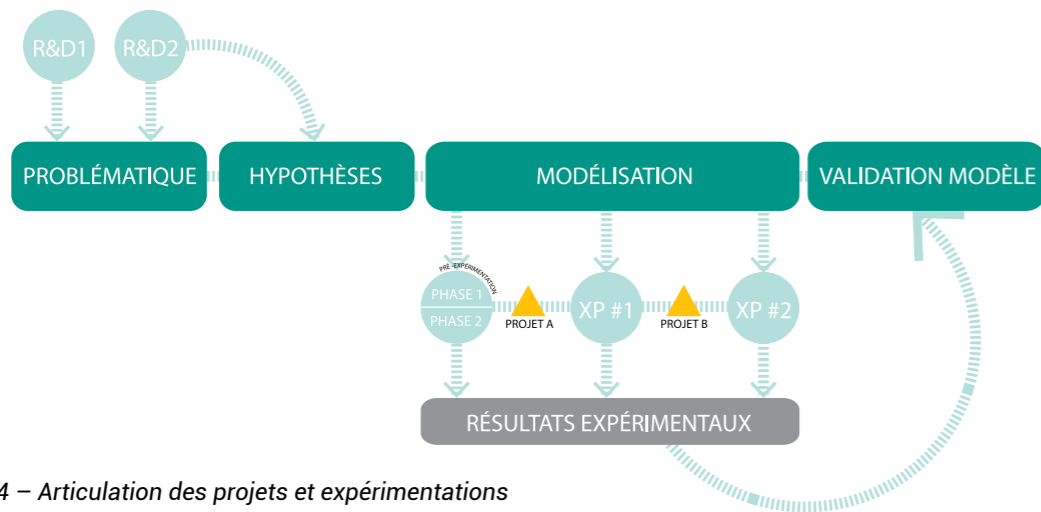 R&D1
R&D2
PROBLÉMATIQUE
HYPOTHÈSES
MODÉLISATION
VALIDATION MODÈLE
PRÉ-EXPERIMENTATION
PHASE 1
PHASE 2
PROJET A
XP #1
PROJET B
XP #2
RÉSULTATS EXPÉRIMENTAUX
4 – Articulation des projets et expérimentations